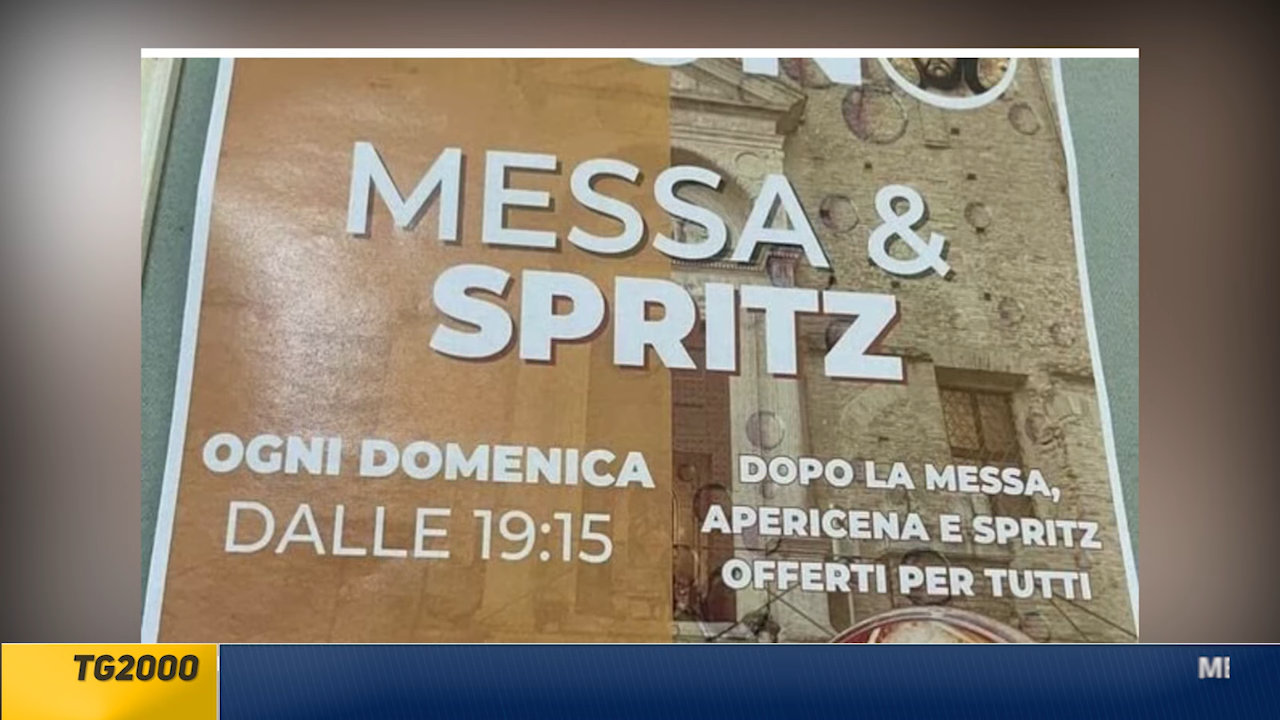 MESSA &
SPRITZ
OGNI DOMENICA
DALLE 19:15
DOPO LA MESSA,
APERICENA E SPRITZ
OFFERTI PER TUTTI
TG2000